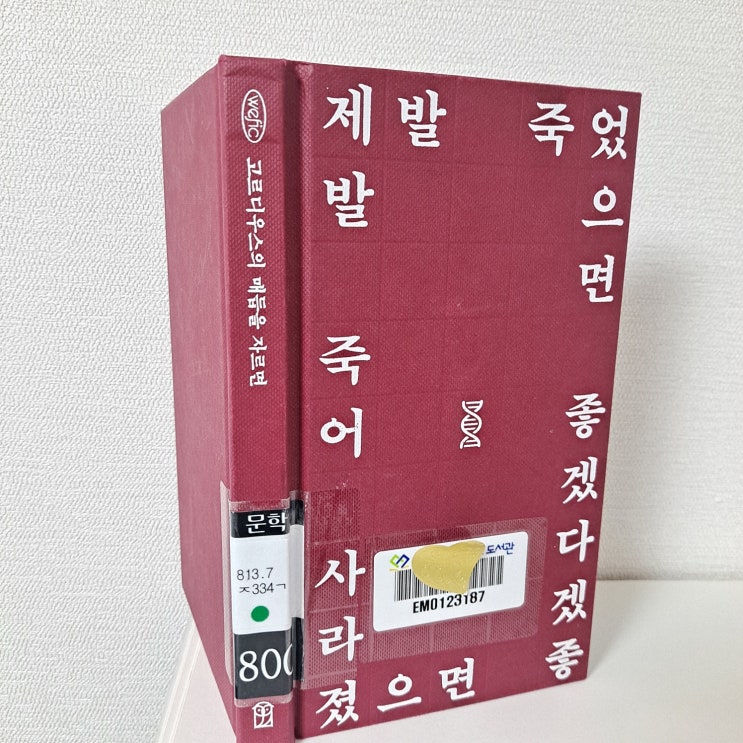 wefic
고르디우스의 매듭을 자르면
문학
813.7
ㅈ334ㄱ
800
제발 죽었으면 좋겠다
제발 죽어 사라졌으면 좋겠다
도서관
EM0123187